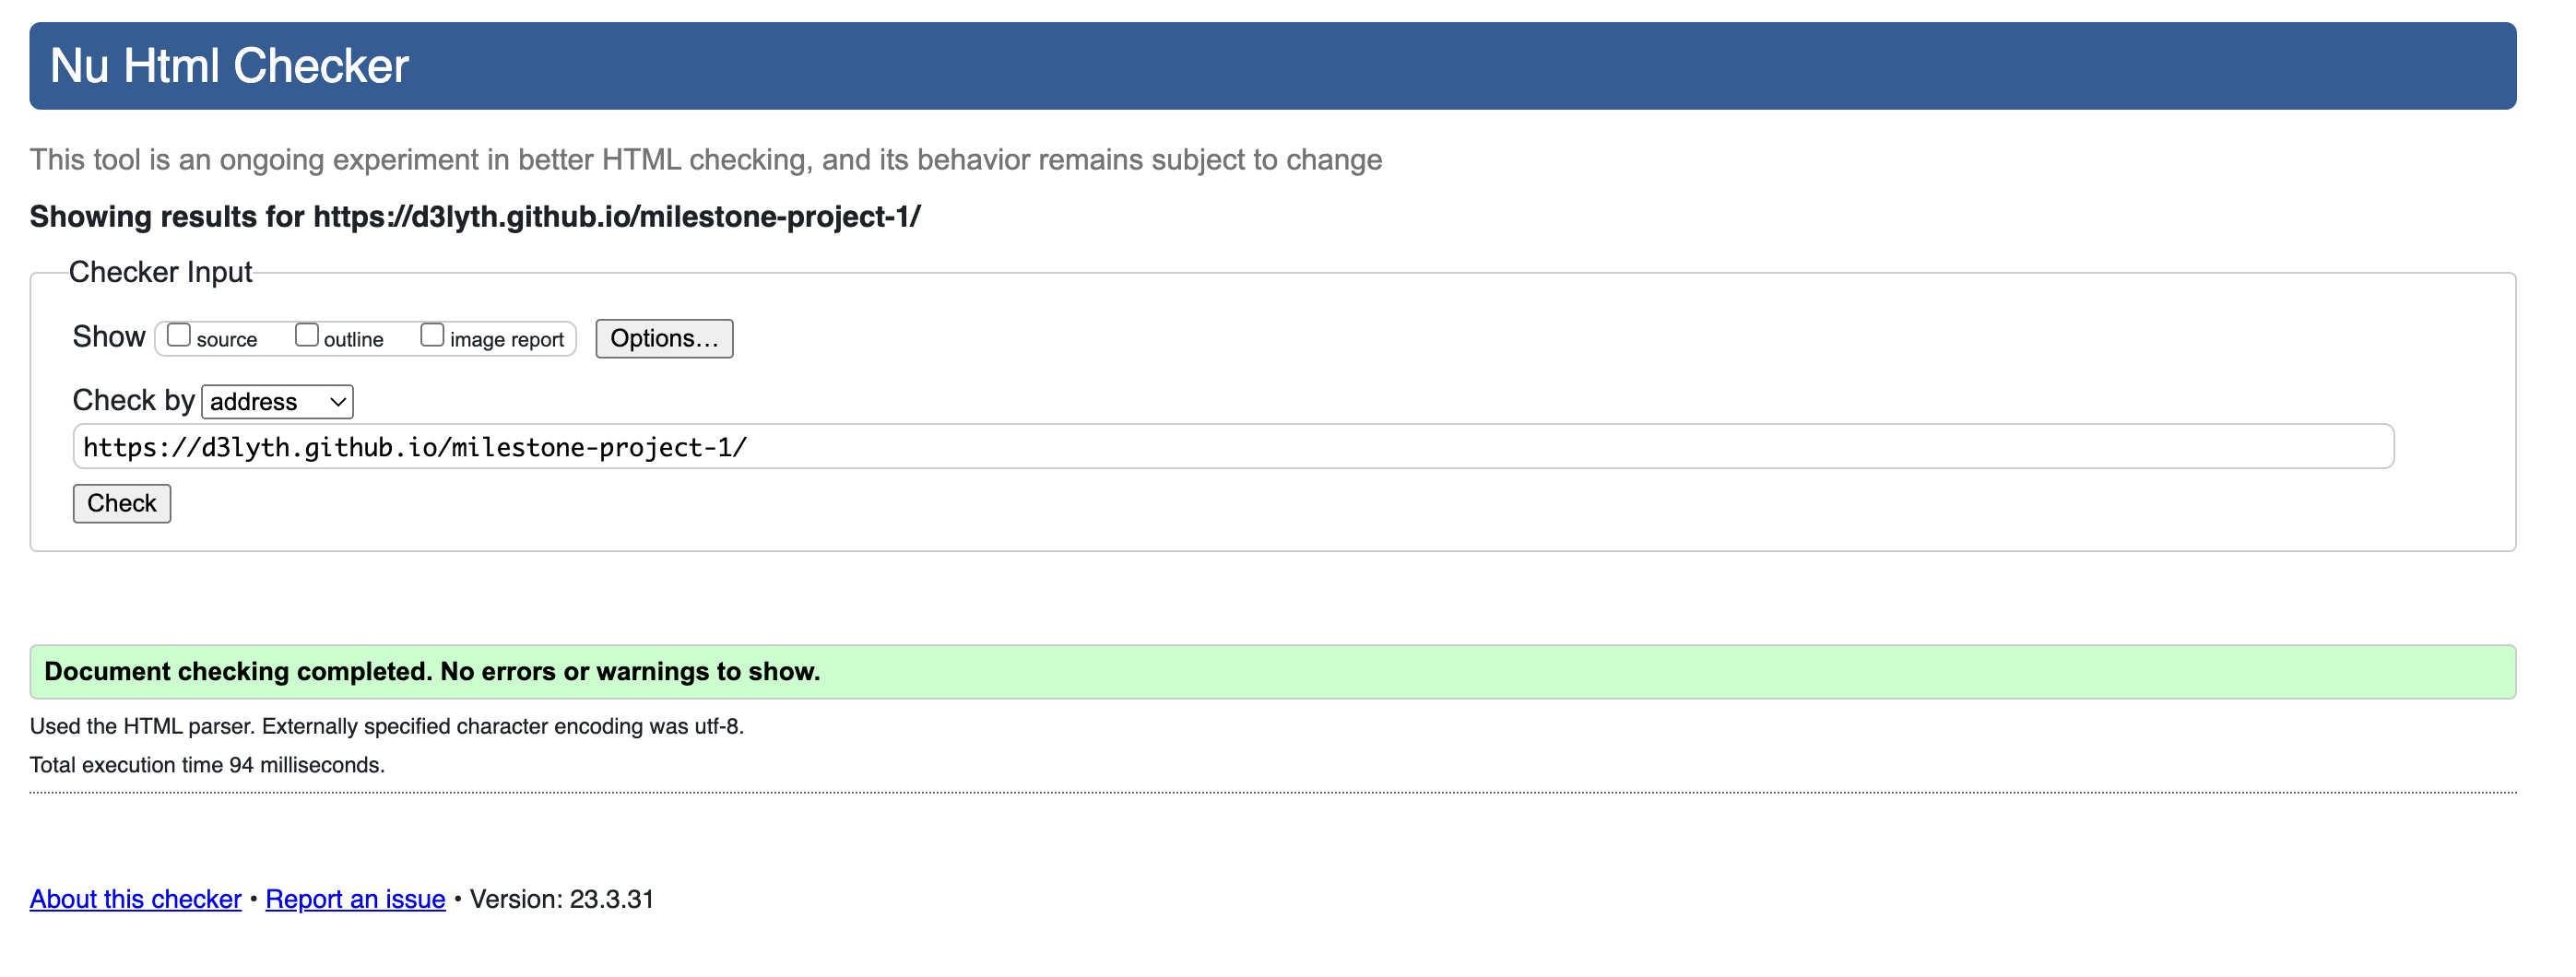 Nu Html Checker
This tool is an ongoing experiment in better HTML checking, and its behavior remains subject to change
Showing results for https://d3lyth.github.io/milestone-project-1/
Checker Input
Show source outline image report Options...
Check by address
https://d3lyth.github.io/milestone-project-1/
Check
Document checking completed. No errors or warnings to show.
Used the HTML parser. Externally specified character encoding was utf-8.
Total execution time 94 milliseconds.
About this checker • Report an issue • Version: 23.3.31